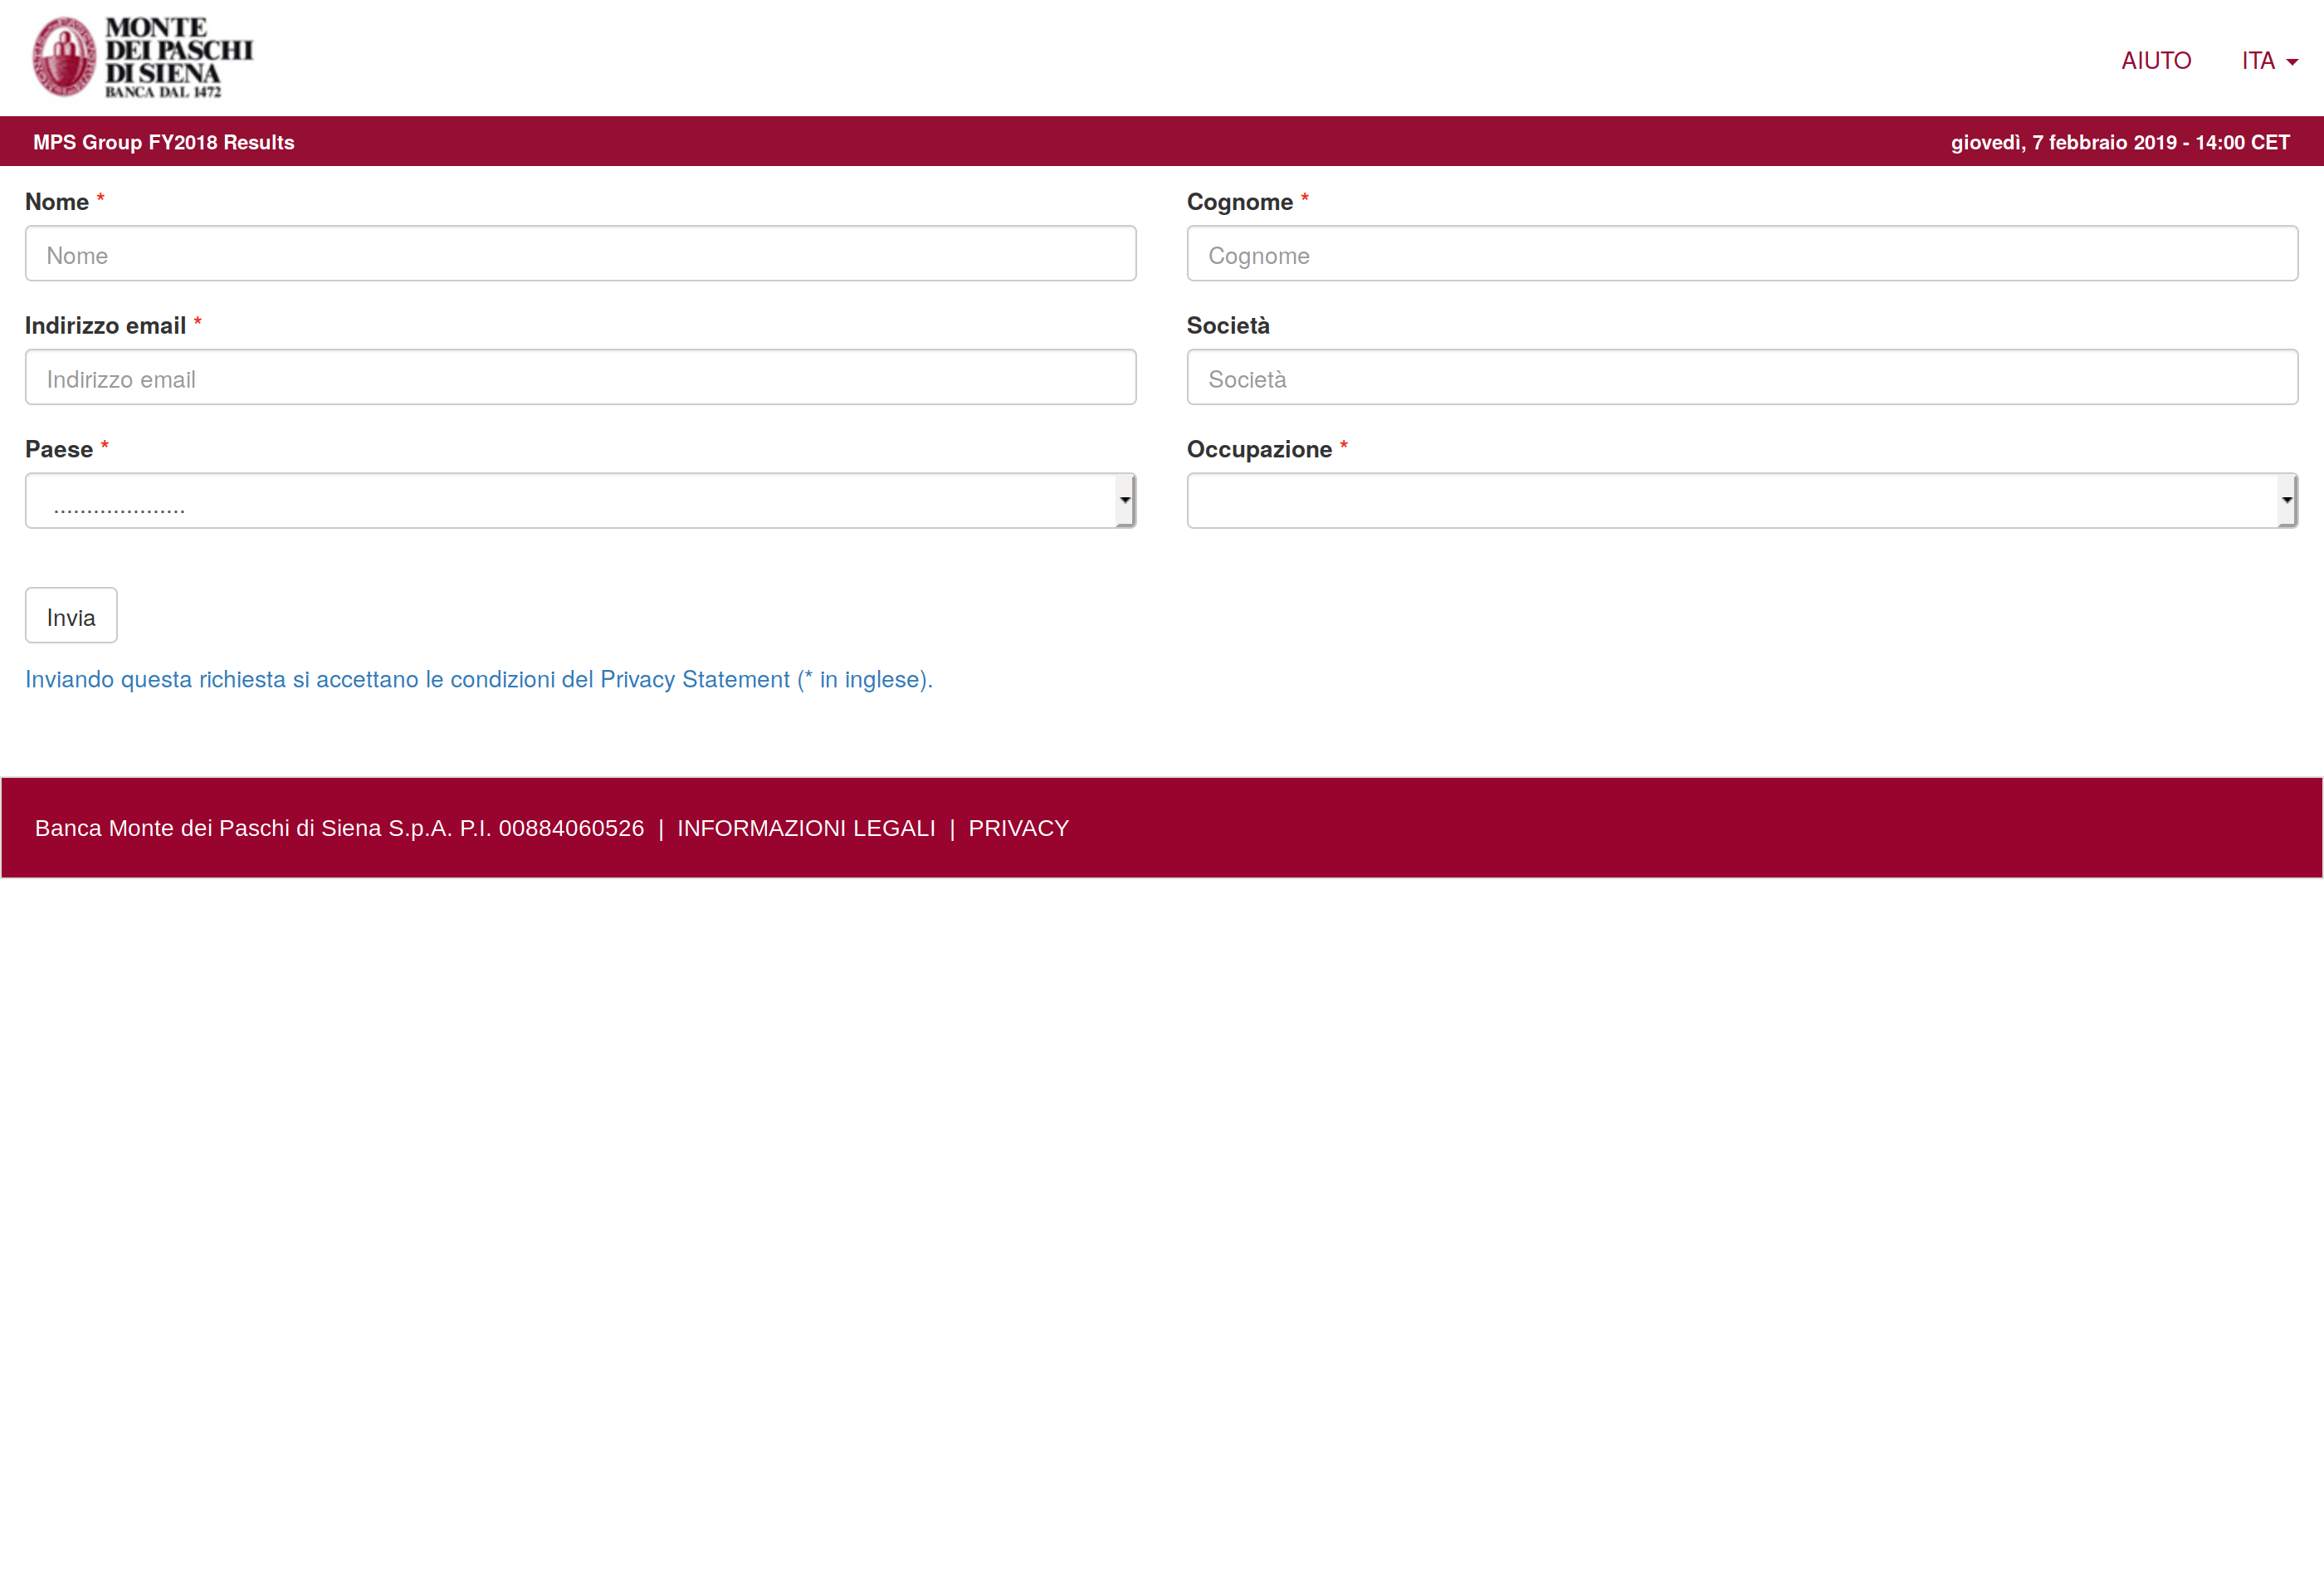 MONTE
DEI PASCHI
DI SIENA
BANCA DAL 1472
AIUTO ITA
MPS Group FY2018 Results giovedì, 7 febbraio 2019 - 14:00 CET
Nome * Cognome *
Nome Cognome
Indirizzo email * Società
Indirizzo email Società
Paese * Occupazione *
....................
Invia
Inviando questa richiesta si accettano le condizioni del Privacy Statement (* in inglese).
Banca Monte dei Paschi di Siena S.p.A. P.I. 00884060526 | INFORMAZIONI LEGALI | PRIVACY